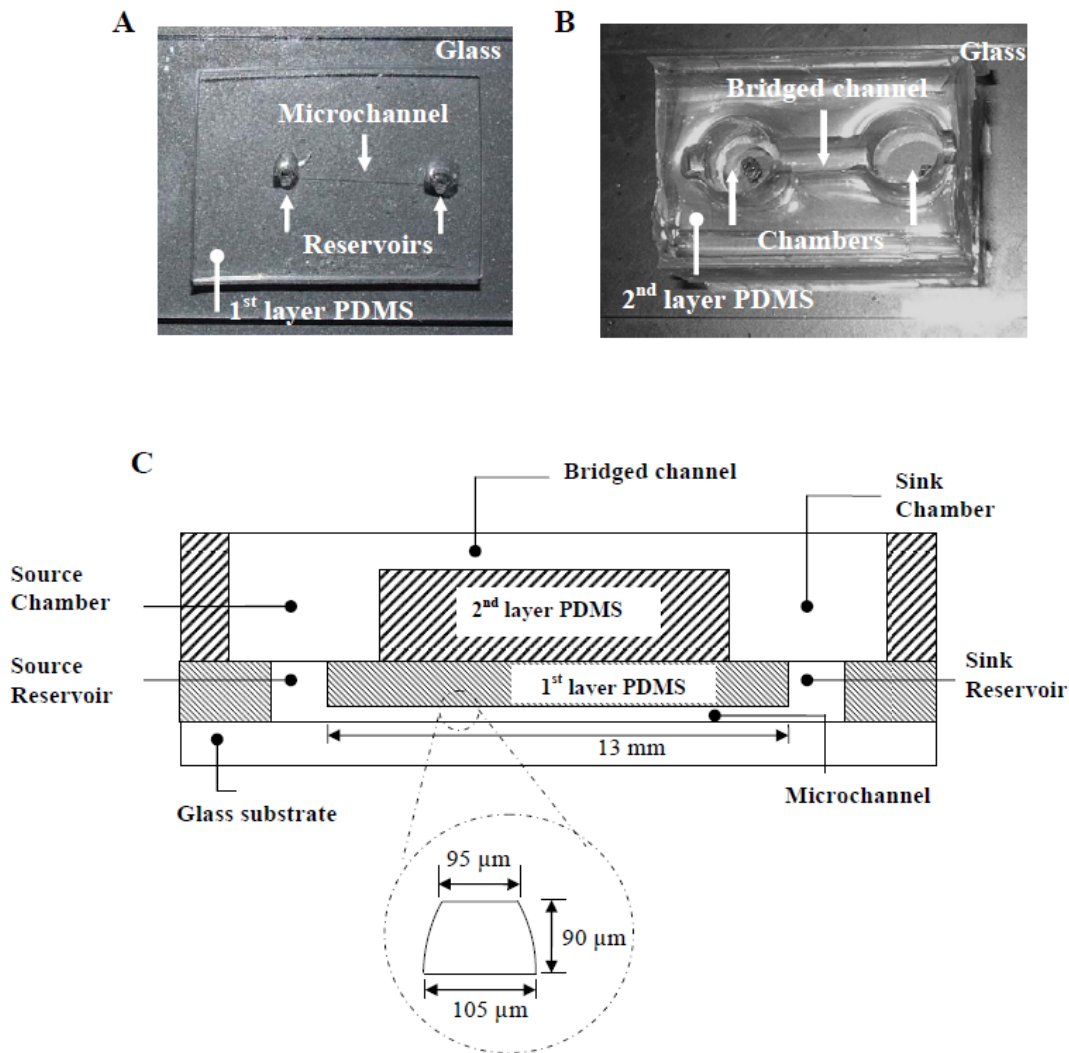 A
Glass
Microchannel
Reservoirs
1st layer PDMS
B
Glass
Bridged channel
Chambers
2nd layer PDMS
C
Bridged channel
Sink
Chamber
Source
Chamber
2nd layer PDMS
Source
Reservoir
1st layer PDMS
Sink
Reservoir
13 mm
Microchannel
Glass substrate
95 µm
90 µm
105 µm